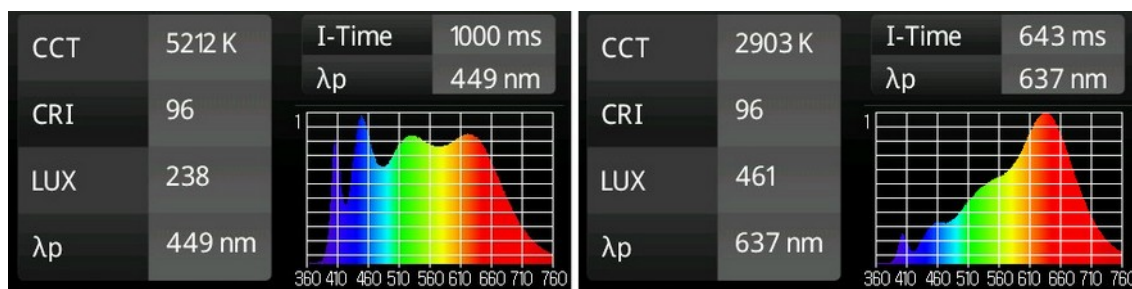 CCT 5212 K
CRI 96
LUX 238
λp 449 nm
I-Time 1000 ms
λp 449 nm
1
360 410 460 510 560 610 660 710 760
CCT 2903 K
CRI 96
LUX 461
λp 637 nm
I-Time 643 ms
λp 637 nm
1
360 410 460 510 560 610 660 710 760